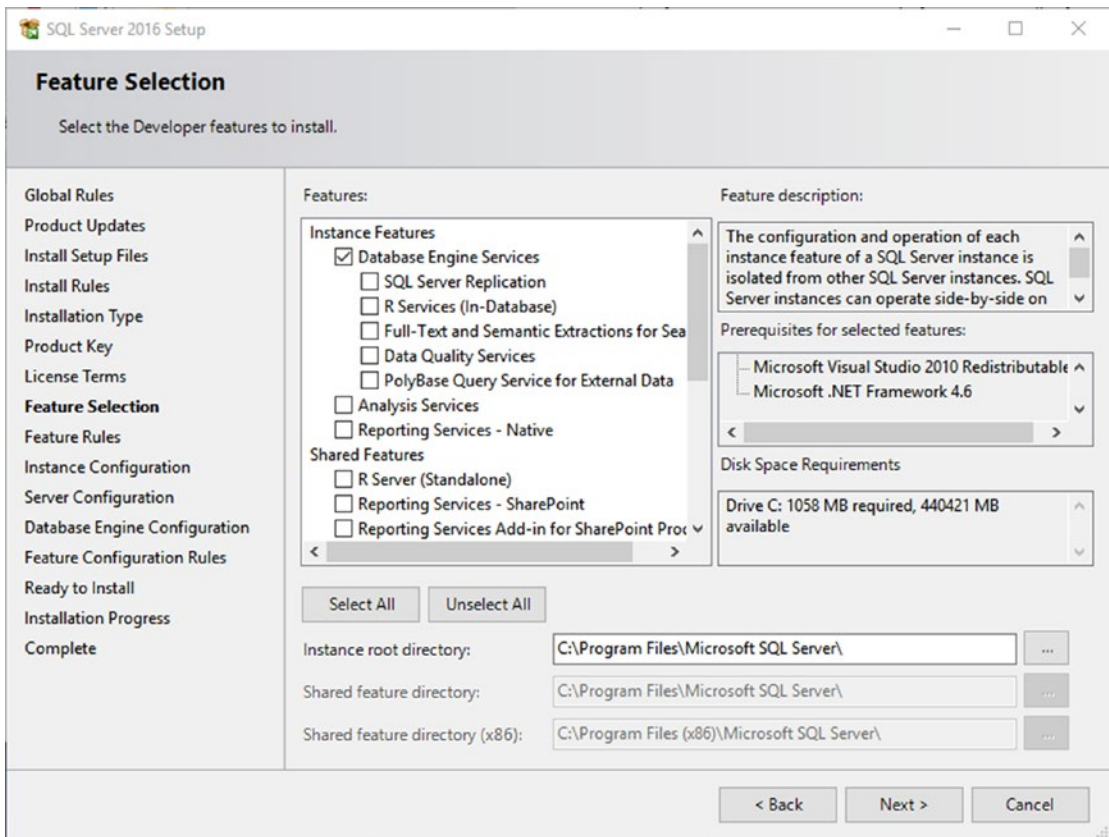 SQL Server 2016 Setup
Feature Selection
Select the Developer features to install.
Global Rules
Product Updates
Install Setup Files
Install Rules
Installation Type
Product Key
License Terms
Feature Selection
Feature Rules
Instance Configuration
Server Configuration
Database Engine Configuration
Feature Configuration Rules
Ready to Install
Installation Progress
Complete
Features:
Instance Features
Database Engine Services
SQL Server Replication
R Services (In-Database)
Full-Text and Semantic Extractions for Sea
Data Quality Services
PolyBase Query Service for External Data
Analysis Services
Reporting Services - Native
Shared Features
R Server (Standalone)
Reporting Services - SharePoint
Reporting Services Add-in for SharePoint Proc
Feature description:
The configuration and operation of each
instance feature of a SQL Server instance is
isolated from other SQL Server instances. SQL
Server instances can operate side-by-side on
Prerequisites for selected features:
Microsoft Visual Studio 2010 Redistributable
Microsoft .NET Framework 4.6
Disk Space Requirements
Drive C: 1058 MB required, 440421 MB
available
Select All
Unselect All
Instance root directory:
C:\Program Files\Microsoft SQL Server\
...
Shared feature directory:
C:\Program Files\Microsoft SQL Server\
...
Shared feature directory (x86):
C:\Program Files (x86)\Microsoft SQL Server\
...
< Back
Next >
Cancel